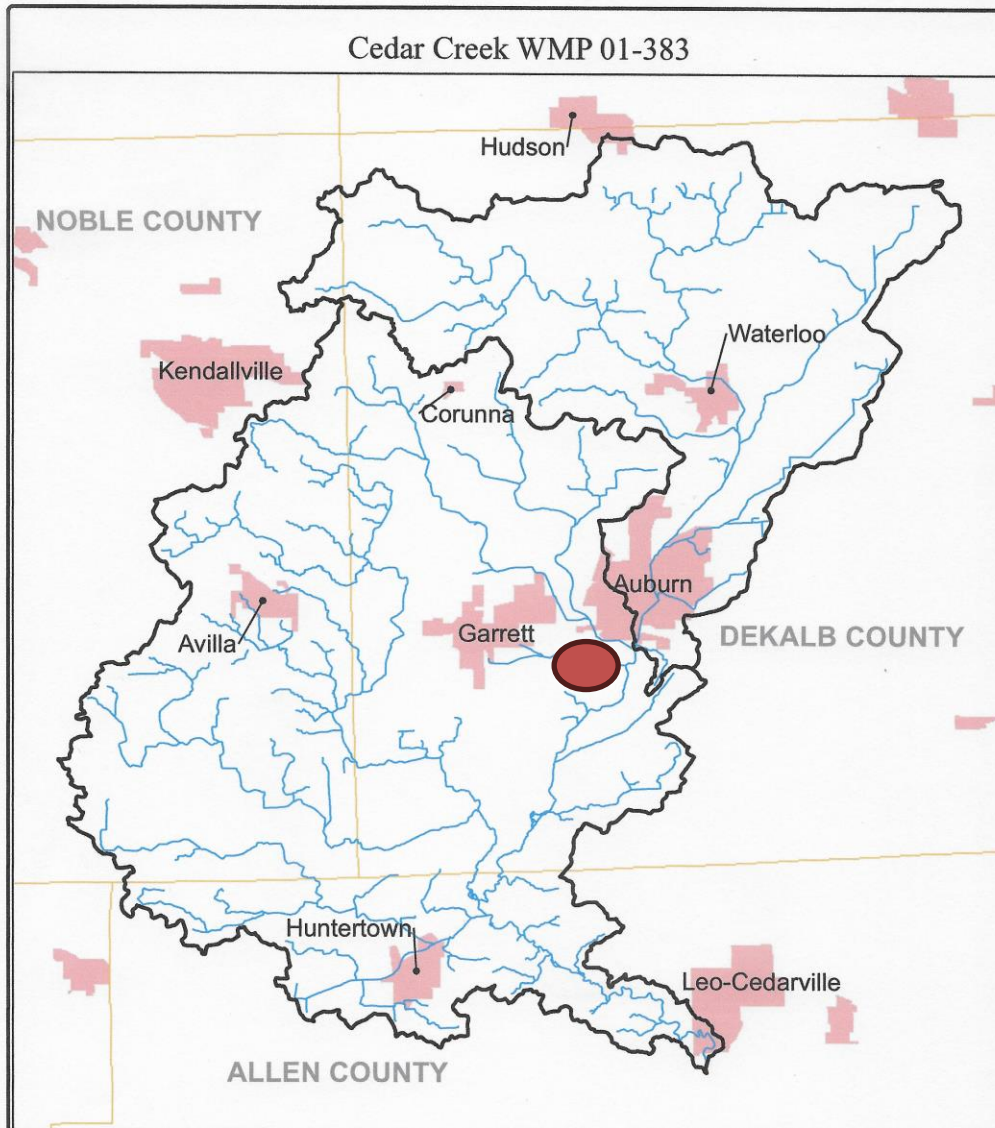 Cedar Creek WMP 01-383
Hudson
NOBLE COUNTY
Waterloo
Kendallville
Corunna
Auburn
Garrett
Avilla
DEKALB COUNTY
Huntertown
Leo-Cedarville
ALLEN COUNTY